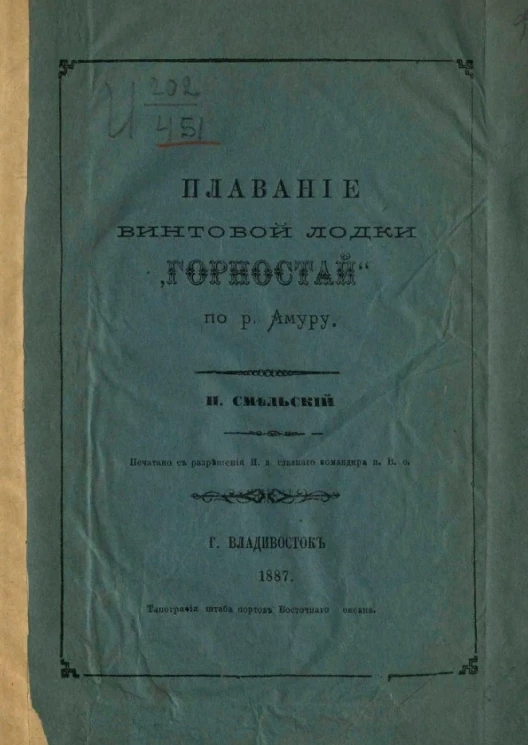 И 202
451
ПЛАВАНІЕ
ВИНТОВОЙ ЛОДКИ
„ГОРНОСТАЙ“
по р. Амуру.
Н. СМѢЛЬСКІЙ
Печатано съ разрѣшенія И. д. главнаго командира п. В. о.
Г. ВЛАДИВОСТОКЪ
1887.
Типографія штаба портовъ Восточнаго океана.